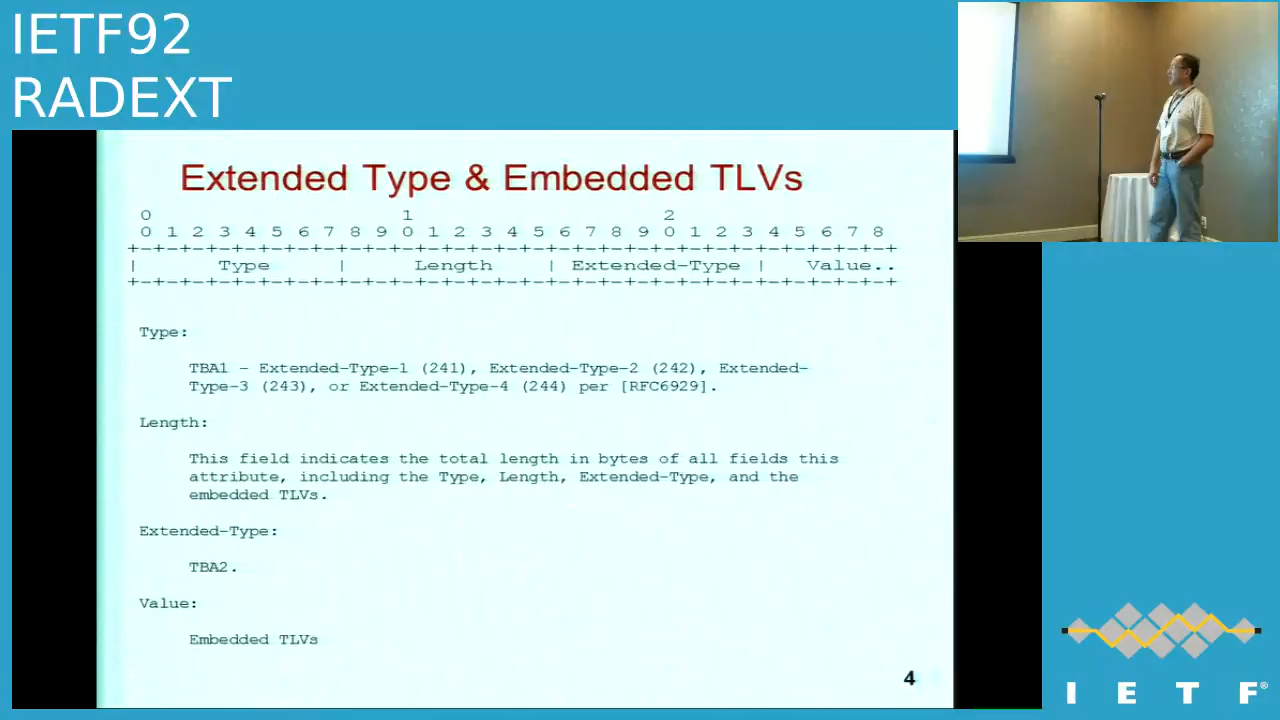 IETF92
RADEXT
Extended Type & Embedded TLVs
0 1 2
0 1 2 3 4 5 6 7 8 9 0 1 2 3 4 5 6 7 8 9 0 1 2 3 4 5 6 7 8
+-+-+-+-+-+-+-+-+-+-+-+-+-+-+-+-+-+-+-+-+-+-+-+-+-+-+-+-+-+
| Type | Length | Extended-Type | Value..
+-+-+-+-+-+-+-+-+-+-+-+-+-+-+-+-+-+-+-+-+-+-+-+-+-+-+-+-+-+
Type:
TBA1 - Extended-Type-1 (241), Extended-Type-2 (242), Extended-
Type-3 (243), or Extended-Type-4 (244) per [RFC6929].
Length:
This field indicates the total length in bytes of all fields this
attribute, including the Type, Length, Extended-Type, and the
embedded TLVs.
Extended-Type:
TBA2.
Value:
Embedded TLVs
4
I E T F®